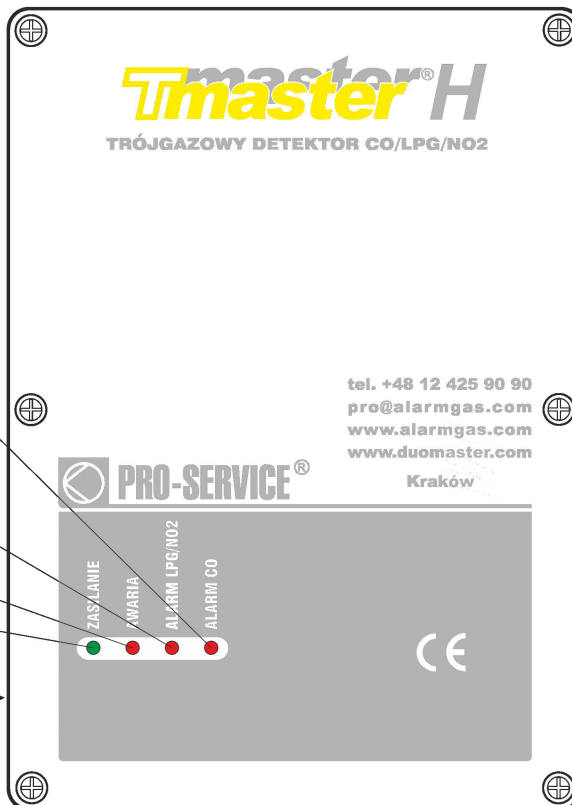 Tmaster® H
TRÓJGAZOWY DETEKTOR CO/LPG/NO2
tel. +48 12 425 90 90
pro@alarmgas.com
www.alarmgas.com
www.duomaster.com
Kraków
PRO-SERVICE®
ZASILANIE
AWARIA
ALARM LPG/NO2
ALARM CO
CE